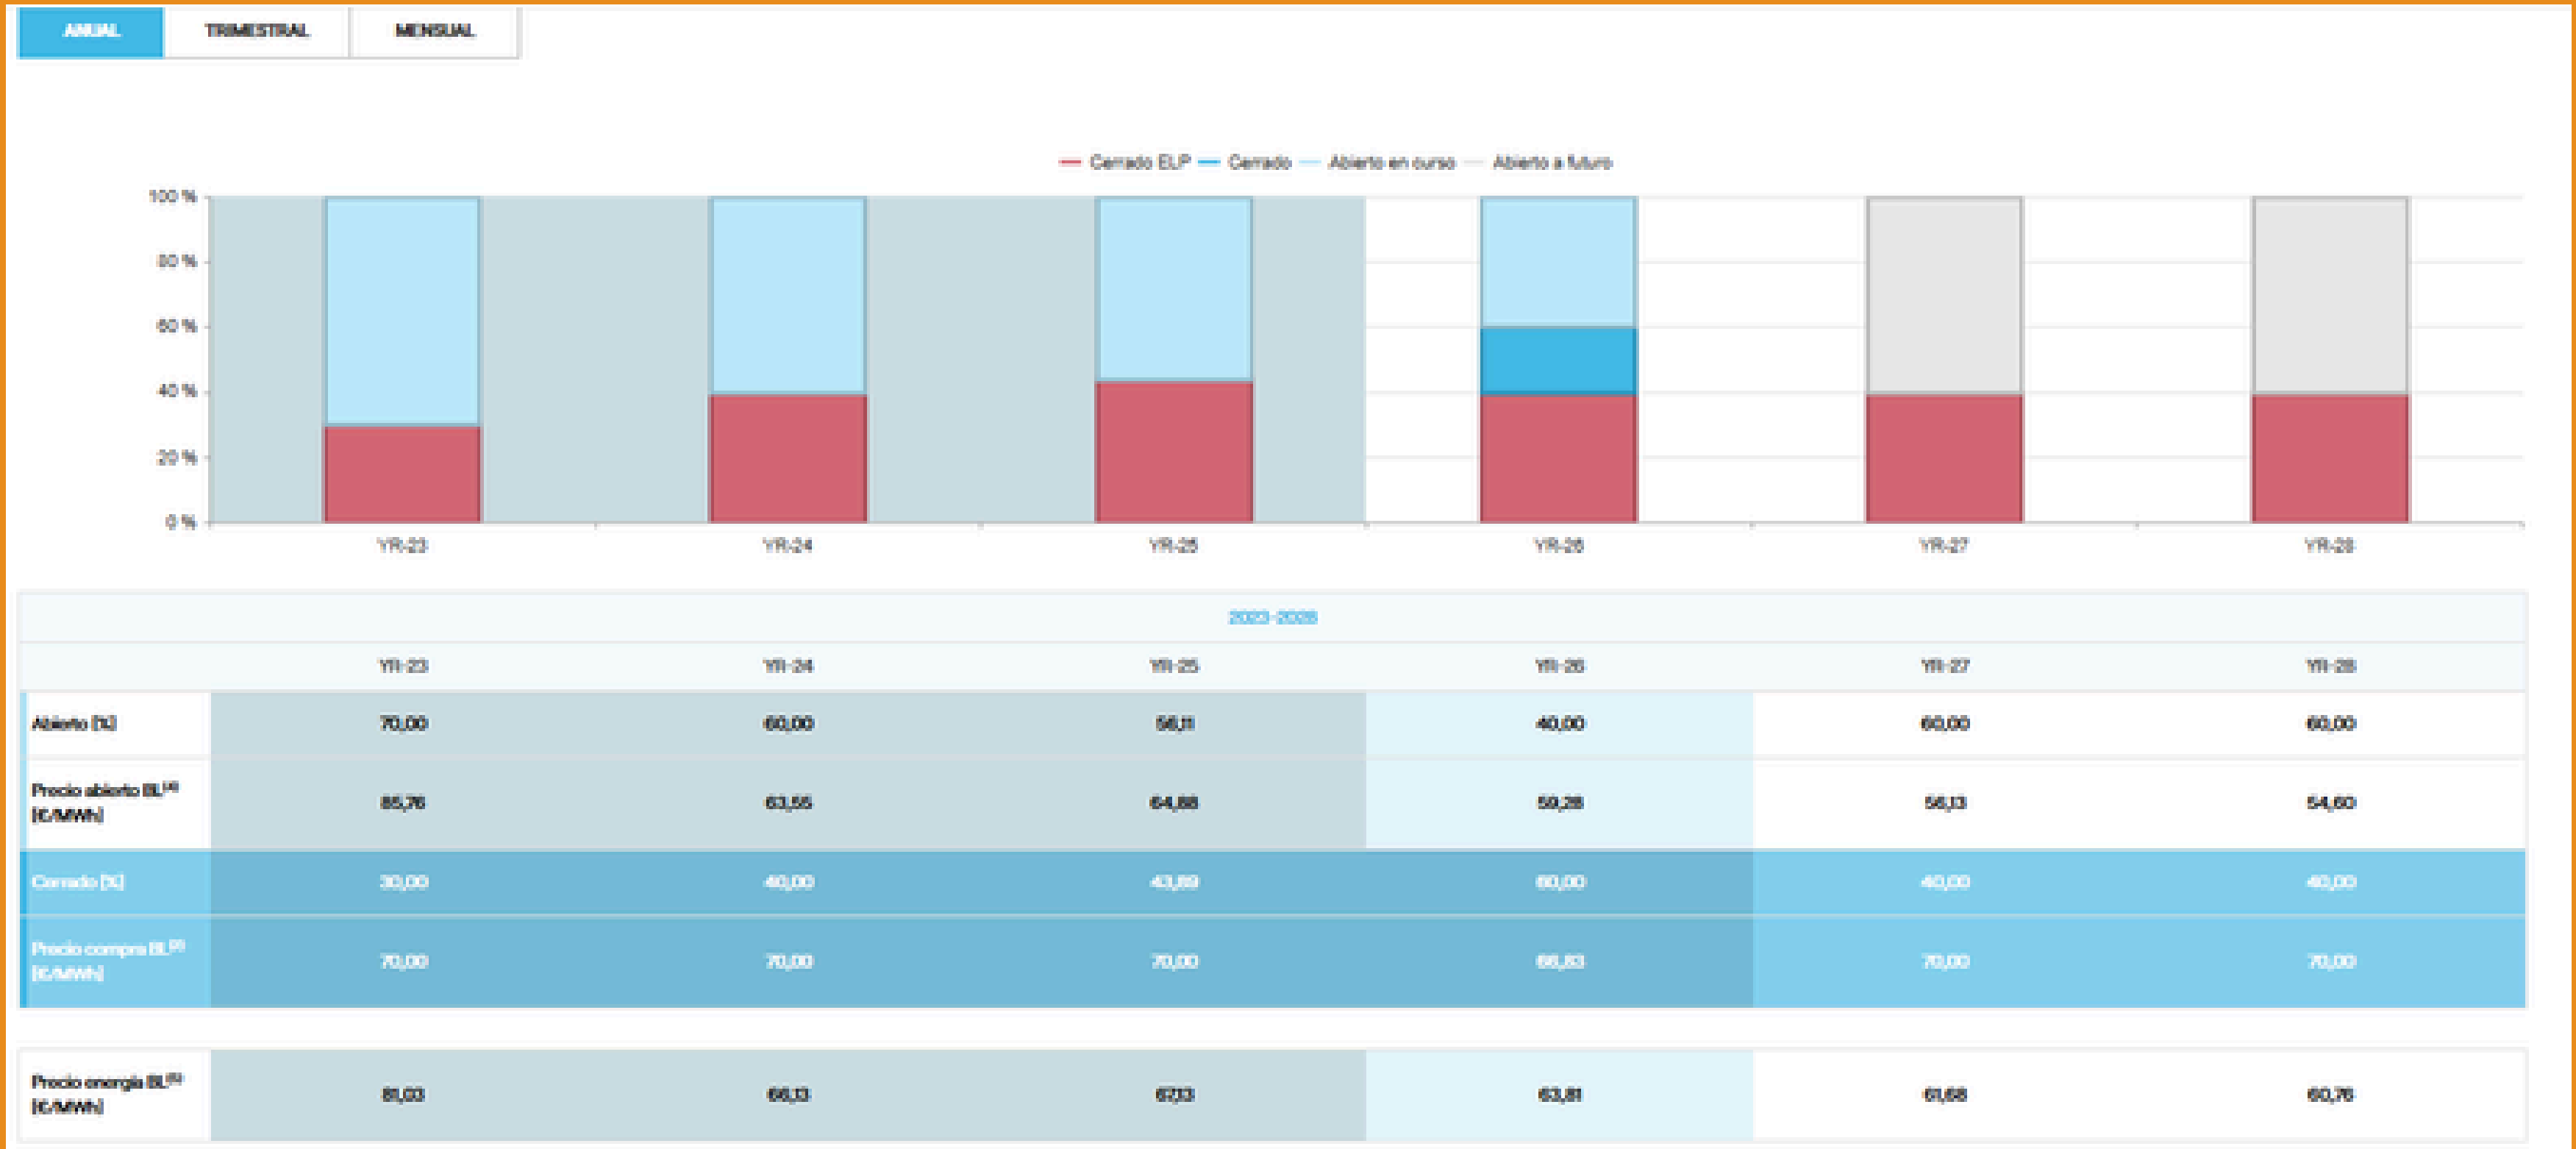 ANUAL TRIMESTRAL MENSUAL
Cerrado ELP Cerrado Abierto en curso Abierto a futuro
100 %
80 %
60 %
40 %
20 %
0 %
YR-23 YR-24 YR-25 YR-26 YR-27 YR-28
2023-2028
YR-23 YR-24 YR-25 YR-26 YR-27 YR-28
Abierto [%] 70,00 60,00 56,11 40,00 60,00 60,00
Precio abierto BL
[€/MWh] 85,76 63,55 64,88 59,28 56,13 54,60
Cerrado [%] 30,00 40,00 43,89 60,00 40,00 40,00
Precio compra BL
[€/MWh] 70,00 70,00 70,00 66,83 70,00 70,00
Precio energía BL
[€/MWh] 81,03 66,13 67,13 63,81 61,68 60,76